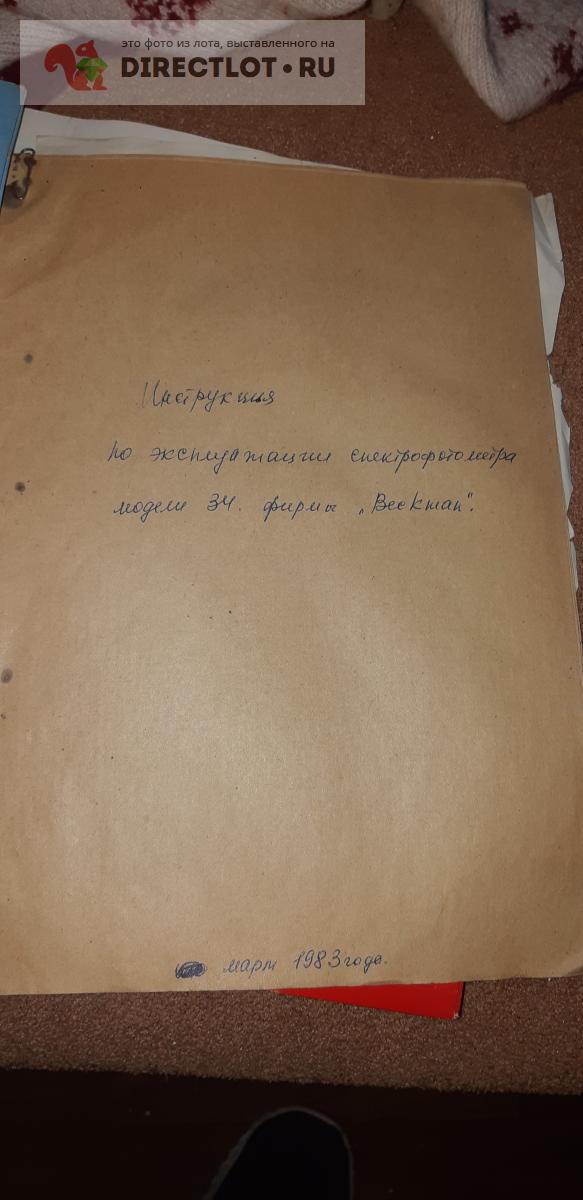 это фото из лота, выставленного на
DIRECTLOT•RU
Инструкция
по эксплуатации спектрофотометра
модели 34. фирмы „Beckman".
март 1983 года.